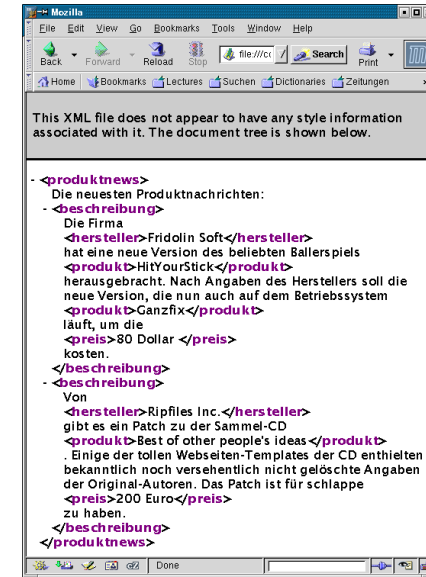 Mozilla
File Edit View Go Bookmarks Tools Window Help
Back Forward Reload Stop file:///cc Search Print
Home Bookmarks Lectures Suchen Dictionaries Zeitungen
This XML file does not appear to have any style information
associated with it. The document tree is shown below.
- <produktnews>
Die neuesten Produktnachrichten:
- <beschreibung>
Die Firma
<hersteller>Fridolin Soft</hersteller>
hat eine neue Version des beliebten Ballerspiels
<produkt>HitYourStick</produkt>
herausgebracht. Nach Angaben des Herstellers soll die
neue Version, die nun auch auf dem Betriebssystem
<produkt>Ganzfix</produkt>
läuft, um die
<preis>80 Dollar </preis>
kosten.
</beschreibung>
- <beschreibung>
Von
<hersteller>Ripfiles Inc.</hersteller>
gibt es ein Patch zu der Sammel-CD
<produkt>Best of other people's ideas</produkt>
. Einige der tollen Webseiten-Templates der CD enthielten
bekanntlich noch versehentlich nicht gelöschte Angaben
der Original-Autoren. Das Patch ist für schlappe
<preis>200 Euro</preis>
zu haben.
</beschreibung>
</produktnews>
Done